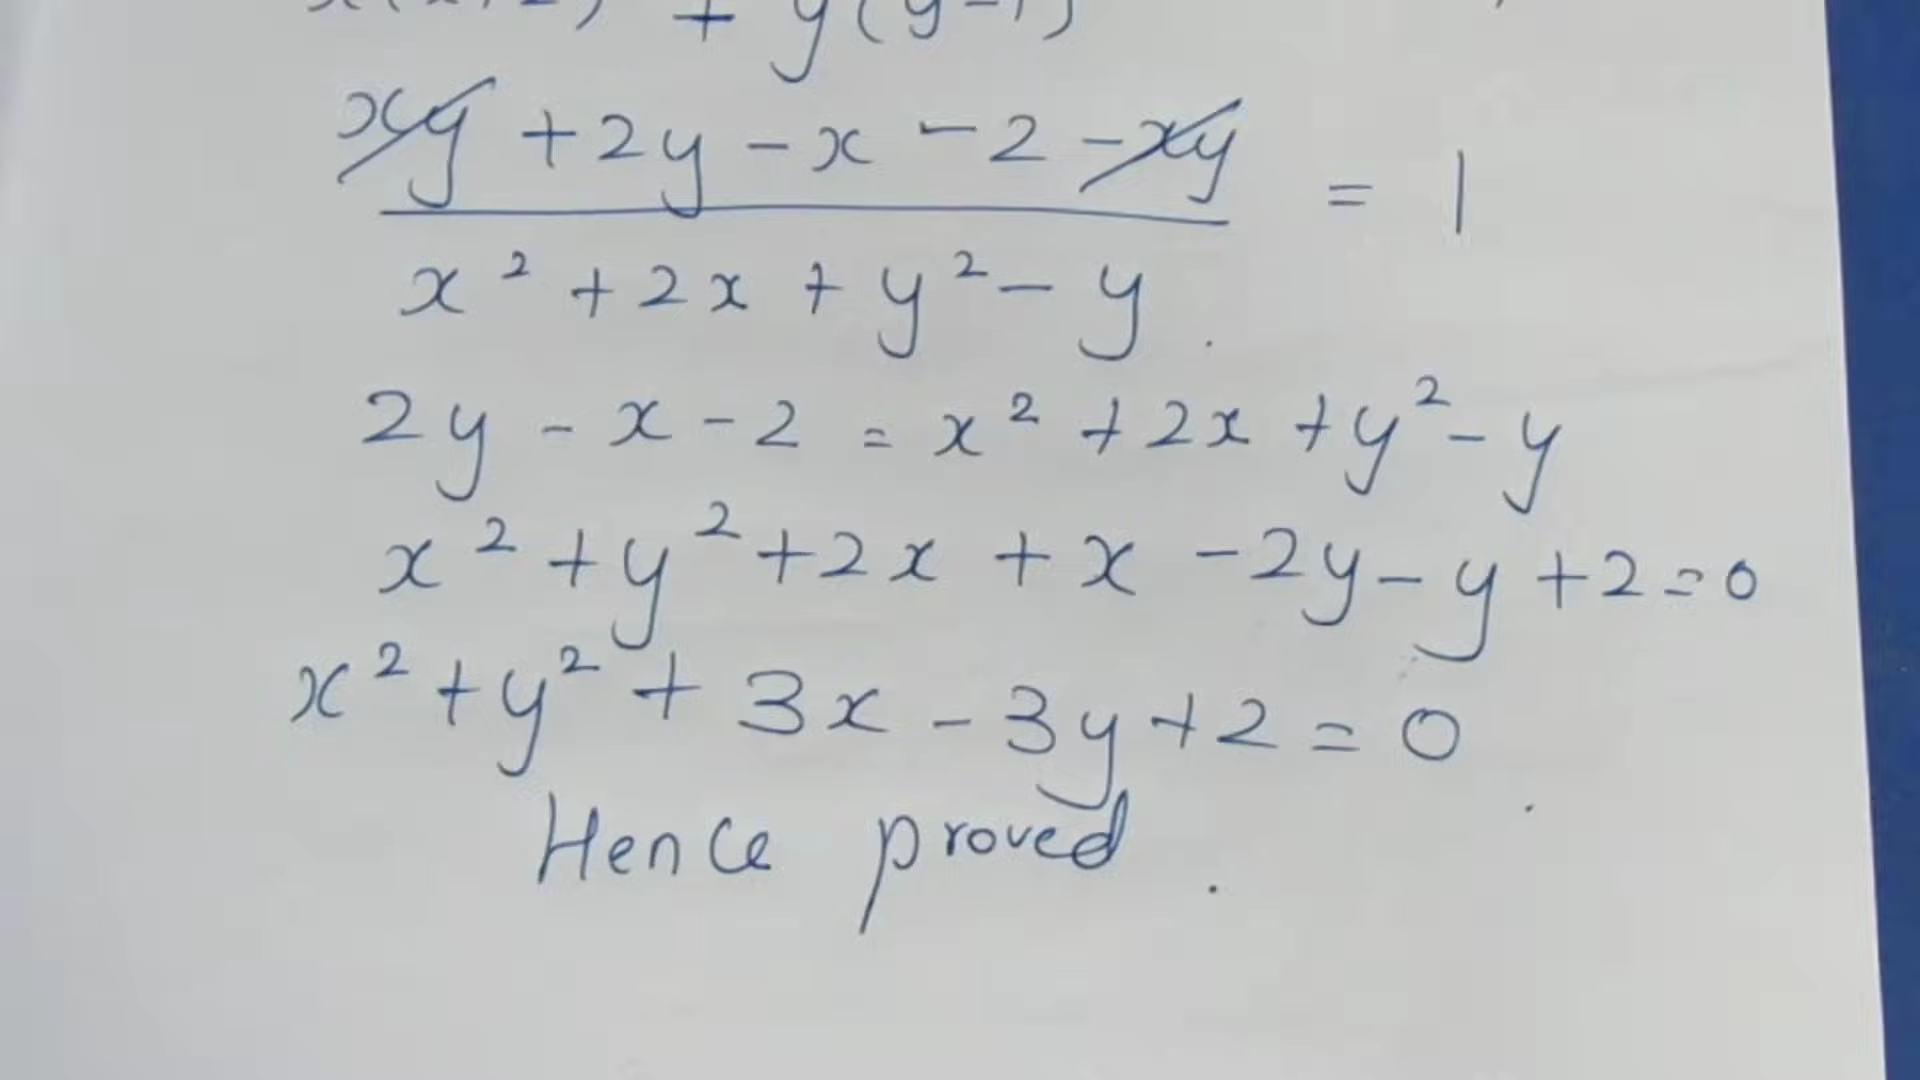 + y(y-1)
xy + 2y - x - 2 - xy = 1
x² + 2x + y² - y
2y - x - 2 = x² + 2x + y² - y
x² + y² + 2x + x - 2y - y + 2 = 0
x² + y² + 3x - 3y + 2 = 0
Hence proved.